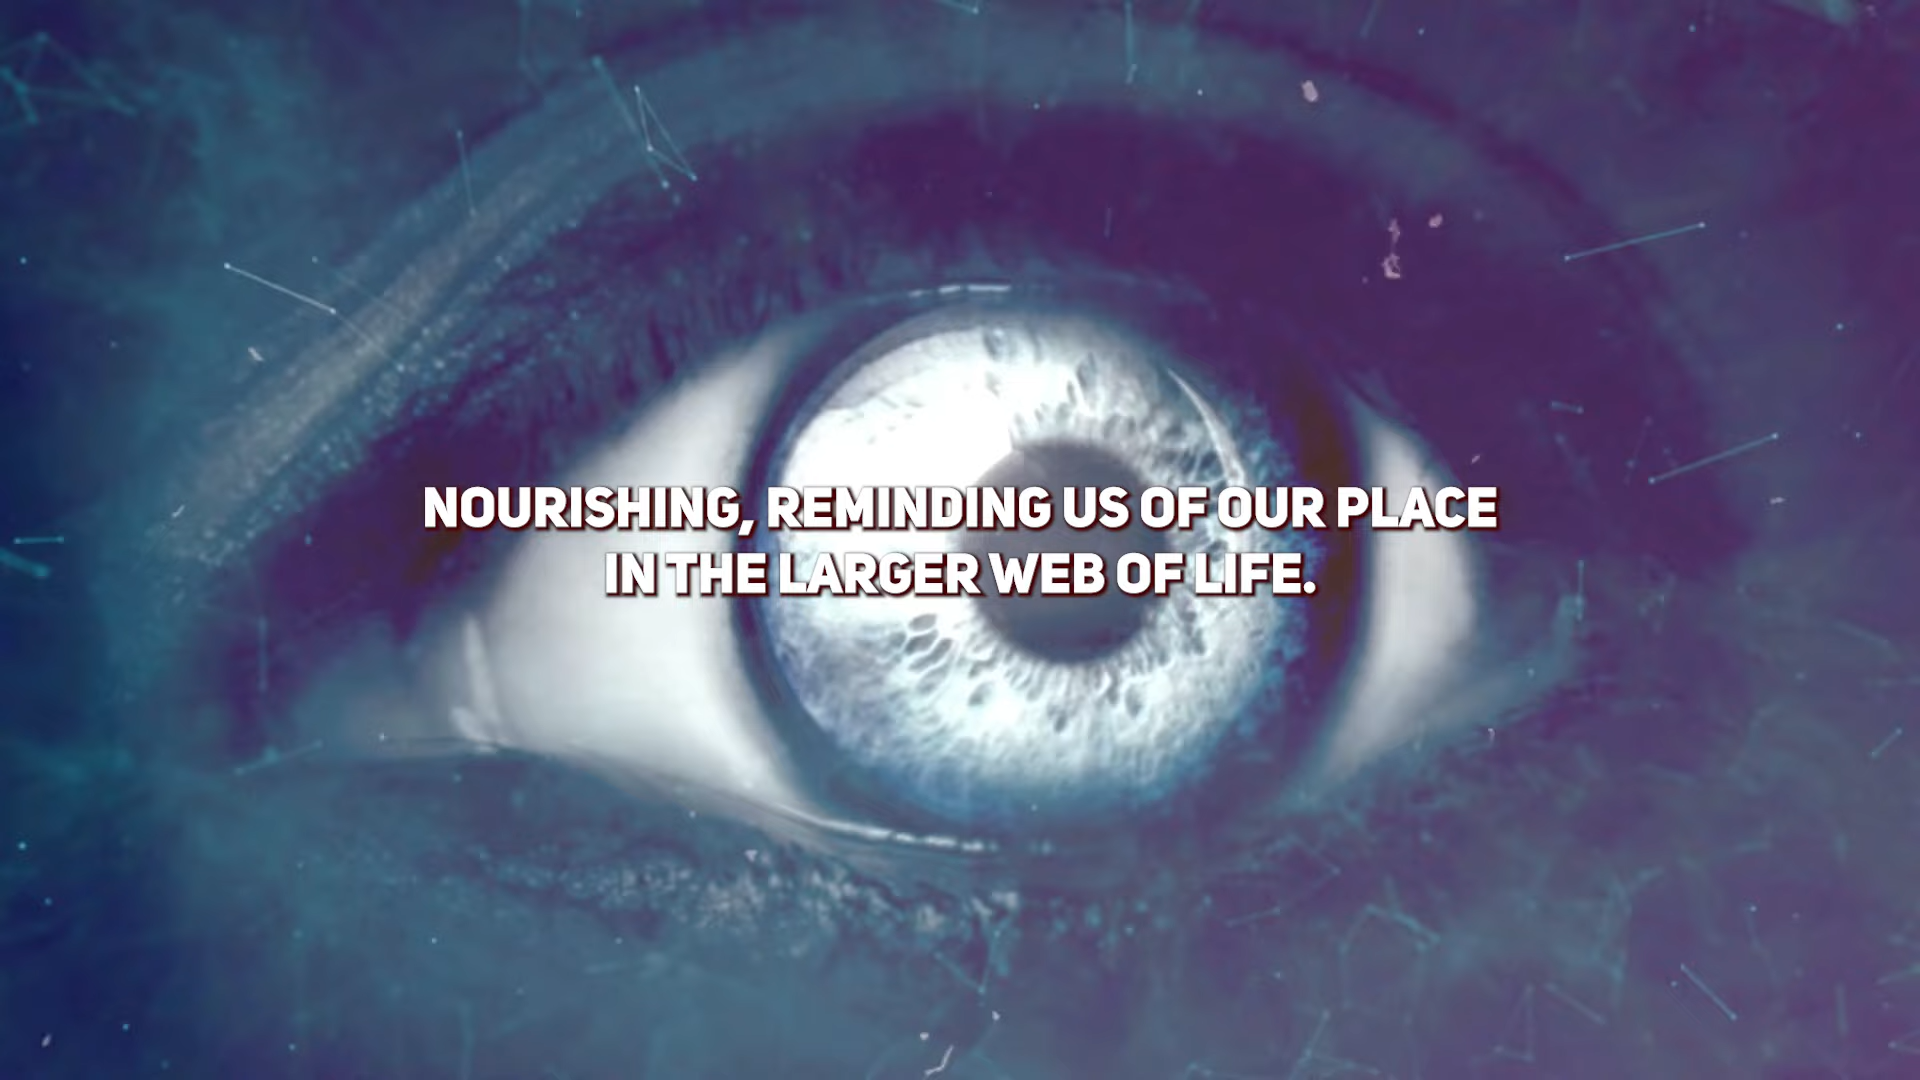 NOURISHING, REMINDING US OF OUR PLACE
IN THE LARGER WEB OF LIFE.